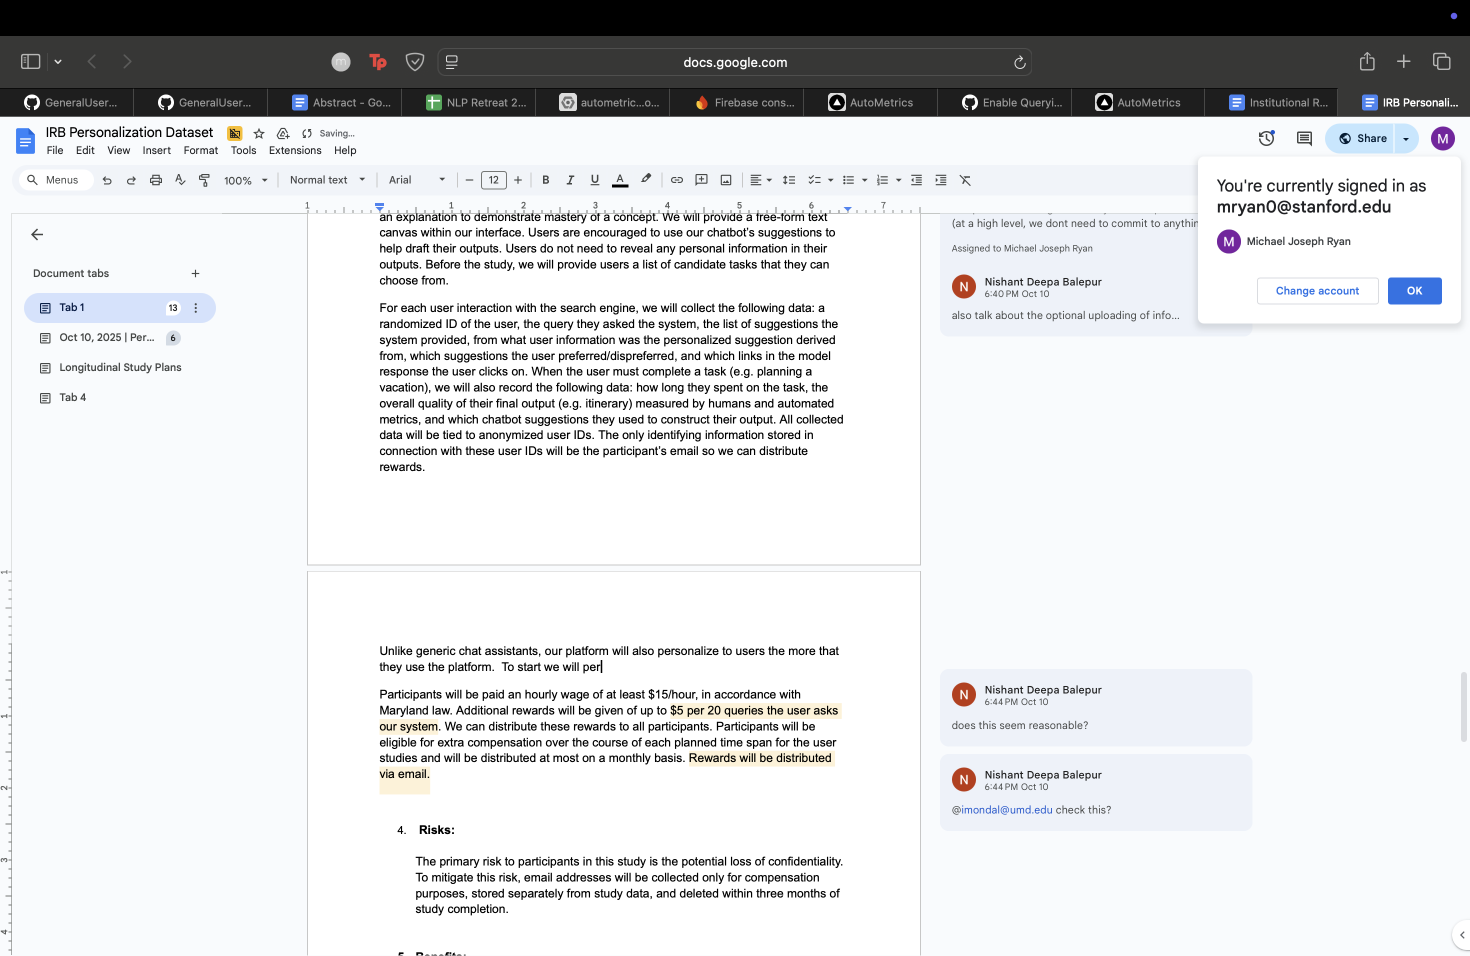 docs.google.com
GeneralUser...
GeneralUser...
Abstract - Go...
NLP Retreat 2...
autometric...o...
Firebase cons...
AutoMetrics
Enable Queryi...
AutoMetrics
Institutional R...
IRB Personali...
IRB Personalization Dataset
Saving...
File Edit View Insert Format Tools Extensions Help
Share
M
Menus
100%
Normal text
Arial
12
You're currently signed in as
mryan0@stanford.edu
M Michael Joseph Ryan
Change account
OK
1 1 2 3 4 5 6 7
Document tabs
Tab 1 13
Oct 10, 2025 | Per... 6
Longitudinal Study Plans
Tab 4
an explanation to demonstrate mastery of a concept. We will provide a free-form text
canvas within our interface. Users are encouraged to use our chatbot's suggestions to
help draft their outputs. Users do not need to reveal any personal information in their
outputs. Before the study, we will provide users a list of candidate tasks that they can
choose from.
For each user interaction with the search engine, we will collect the following data: a
randomized ID of the user, the query they asked the system, the list of suggestions the
system provided, from what user information was the personalized suggestion derived
from, which suggestions the user preferred/dispreferred, and which links in the model
response the user clicks on. When the user must complete a task (e.g. planning a
vacation), we will also record the following data: how long they spent on the task, the
overall quality of their final output (e.g. itinerary) measured by humans and automated
metrics, and which chatbot suggestions they used to construct their output. All collected
data will be tied to anonymized user IDs. The only identifying information stored in
connection with these user IDs will be the participant's email so we can distribute
rewards.
Unlike generic chat assistants, our platform will also personalize to users the more that
they use the platform.  To start we will per
Participants will be paid an hourly wage of at least $15/hour, in accordance with
Maryland law. Additional rewards will be given of up to $5 per 20 queries the user asks
our system. We can distribute these rewards to all participants. Participants will be
eligible for extra compensation over the course of each planned time span for the user
studies and will be distributed at most on a monthly basis. Rewards will be distributed
via email.
4. Risks:
The primary risk to participants in this study is the potential loss of confidentiality.
To mitigate this risk, email addresses will be collected only for compensation
purposes, stored separately from study data, and deleted within three months of
study completion.
(at a high level, we dont need to commit to anythin
Assigned to Michael Joseph Ryan
N Nishant Deepa Balepur
6:40 PM Oct 10
also talk about the optional uploading of info...
N Nishant Deepa Balepur
6:44 PM Oct 10
does this seem reasonable?
N Nishant Deepa Balepur
6:44 PM Oct 10
@imondal@umd.edu check this?